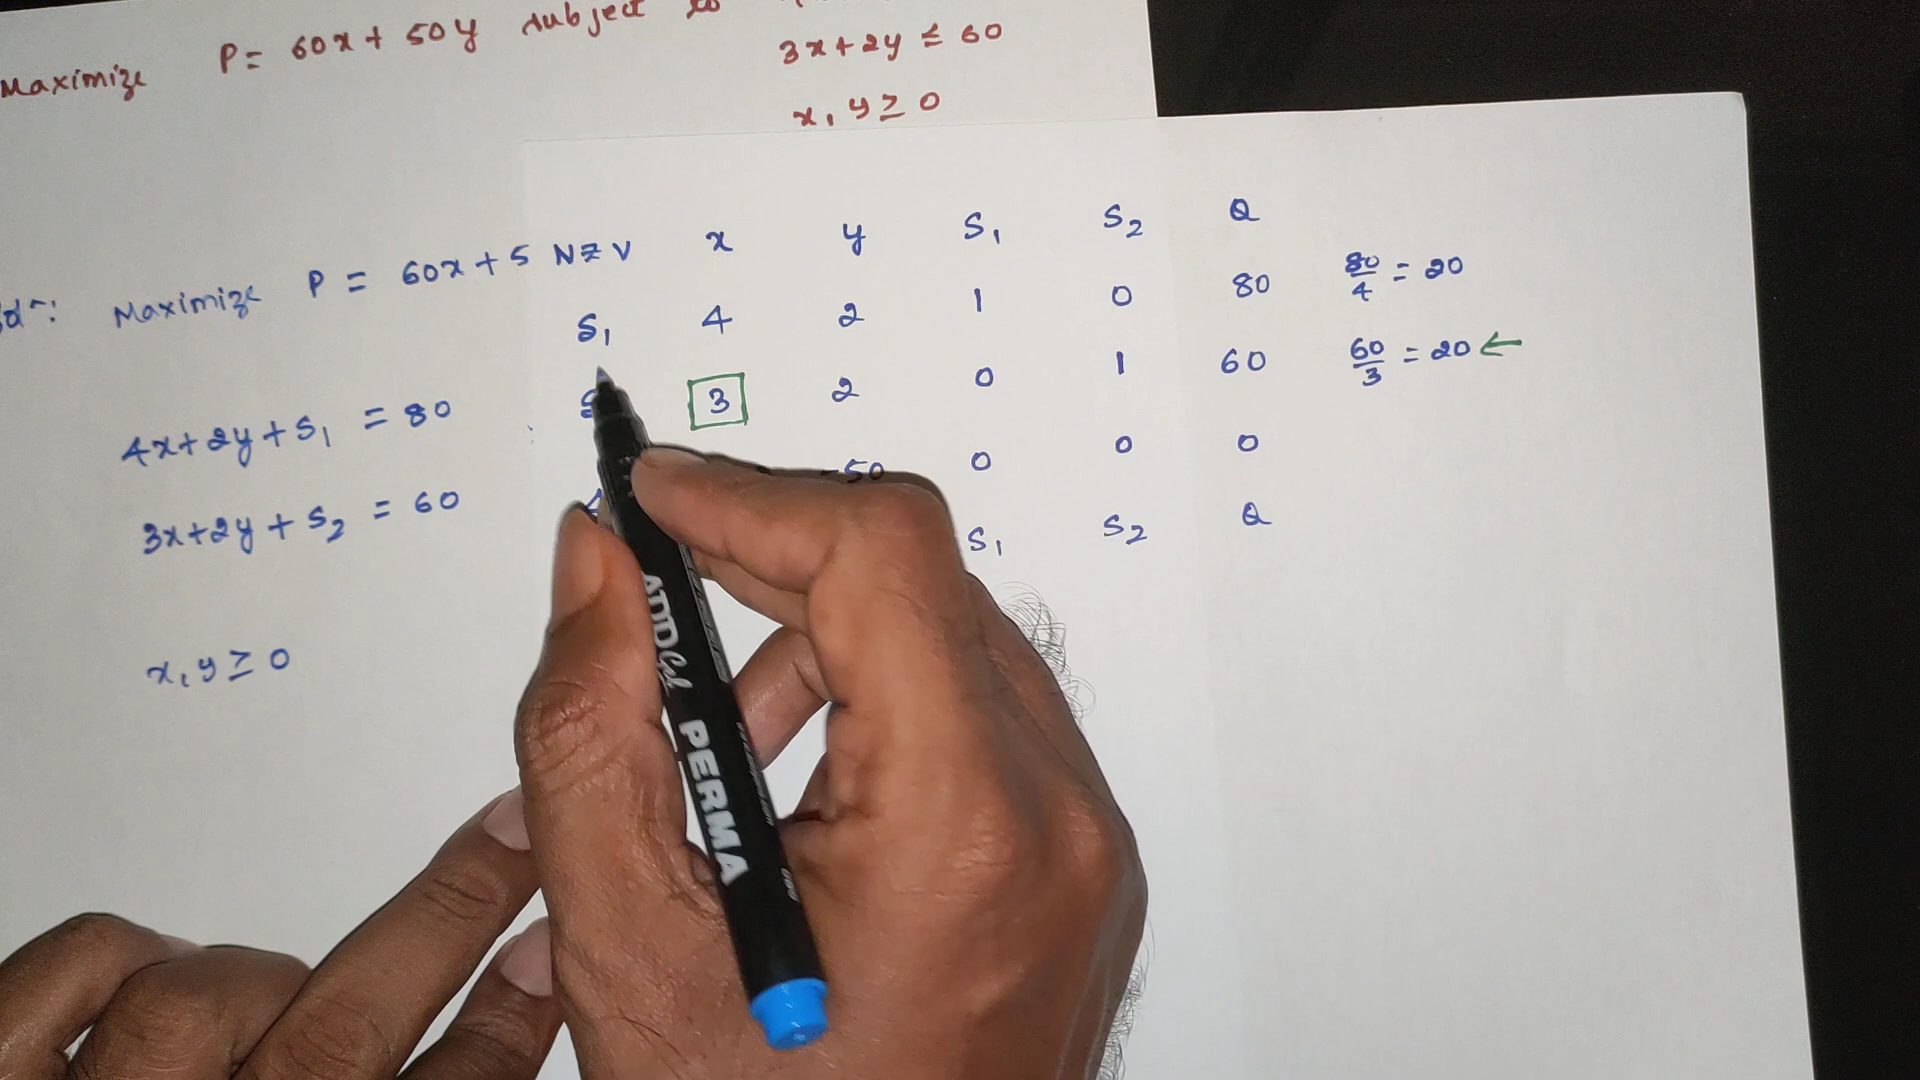 Maximize P = 60x + 50y subject to
3x + 2y ≤ 60
x, y ≥ 0
Maximize P = 60x + 5
4x + 2y + S₁ = 80
3x + 2y + S₂ = 60
x, y ≥ 0
NZV x y S₁ S₂ Q
S₁ 4 2 1 0 80 80/4 = 20
3 2 0 1 60 60/3 = 20 ←
-50 0 0 0
S₁ S₂ Q
ADD Gel PERMA